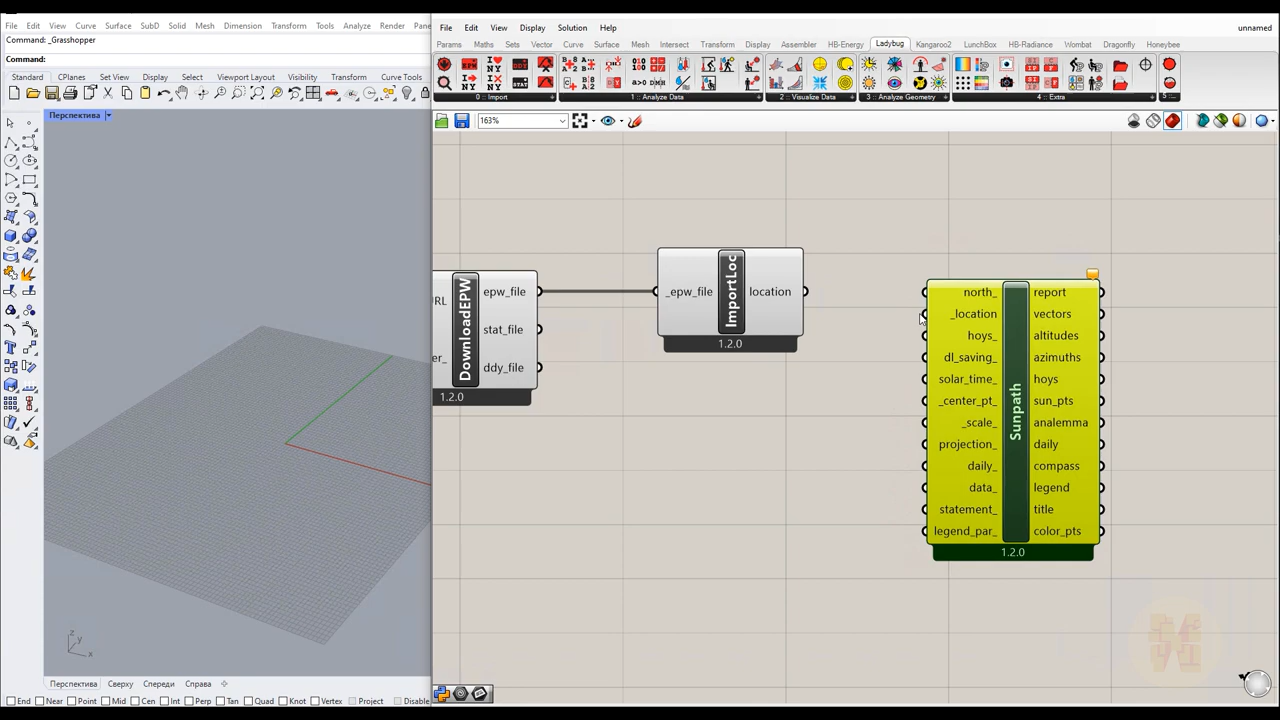 File Edit View Curve Surface SubD Solid Mesh Dimension Transform Tools Analyze Render Pane
Command: _Grasshopper
Command:
Standard CPlanes Set View Display Select Viewport Layout Visibility Transform Curve Tools
Перспектива
Перспектива Сверху Спереди Справа
End Near Point Mid Cen Int Perp Tan Quad Knot Vertex Project Disable
File Edit View Display Solution Help
unnamed
Params Maths Sets Vector Curve Surface Mesh Intersect Transform Display Assembler HB-Energy Ladybug Kangaroo2 LunchBox HB-Radiance Wombat Dragonfly Honeybee
0 :: Import 1 :: Analyze Data 2 :: Visualize Data 3 :: Analyze Geometry 4 :: Extra 5 ::
163%
RL
er_
DownloadEPW
epw_file
stat_file
ddy_file
1.2.0
_epw_file
ImportLoc
location
1.2.0
north_
_location
hoys_
dl_saving_
solar_time_
_center_pt_
_scale_
projection_
daily_
data_
statement_
legend_par_
Sunpath
report
vectors
altitudes
azimuths
hoys
sun_pts
analemma
daily
compass
legend
title
color_pts
1.2.0
z
y
x